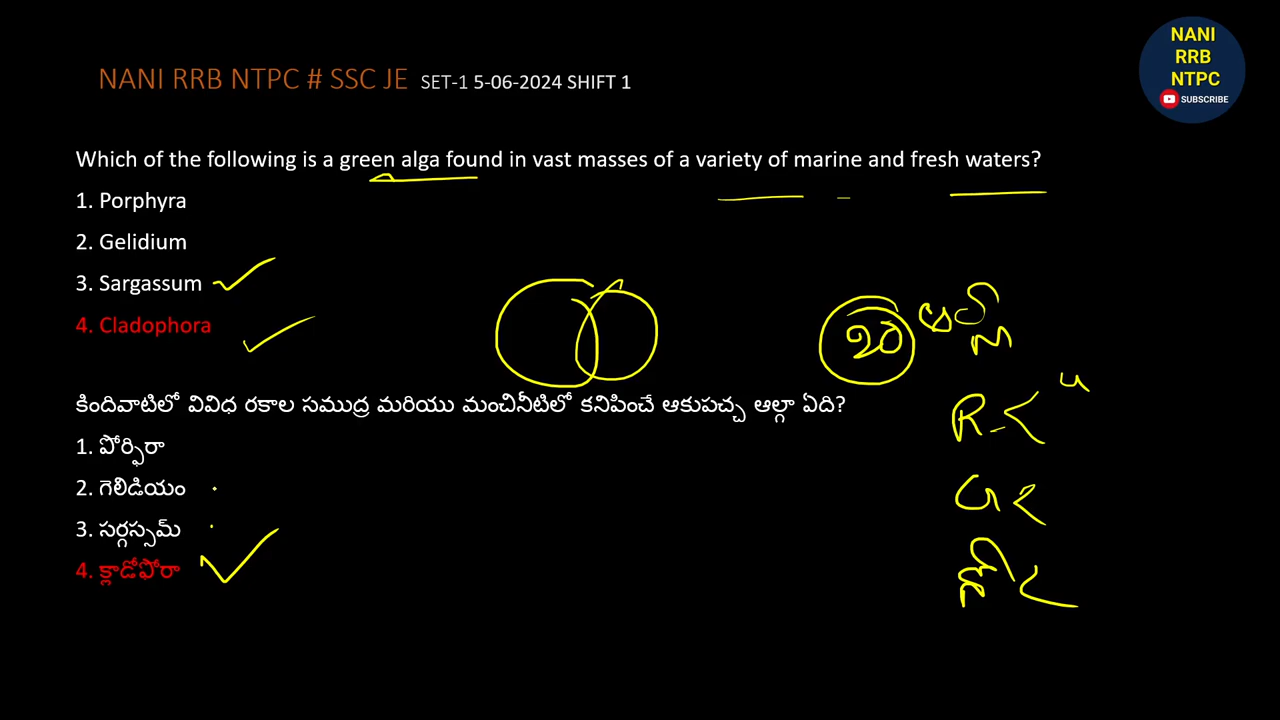 NANI RRB NTPC # SSC JE SET-1 5-06-2024 SHIFT 1
NANI
RRB
NTPC
SUBSCRIBE
Which of the following is a green alga found in vast masses of a variety of marine and fresh waters?
1. Porphyra
2. Gelidium
3. Sargassum
4. Cladophora
కిందివాటిలో వివిధ రకాల సముద్ర మరియు మంచినీటిలో కనిపించే ఆకుపచ్చ ఆల్గా ఏది?
1. పోర్ఫిరా
2. గెలీడియం
3. సర్గస్సమ్
4. క్లాడోఫోరా
R